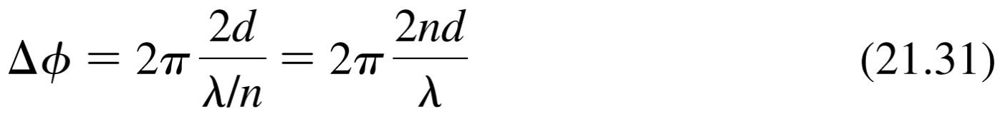 Δϕ = 2π 2d/(λ/n) = 2π 2nd/λ (21.31)